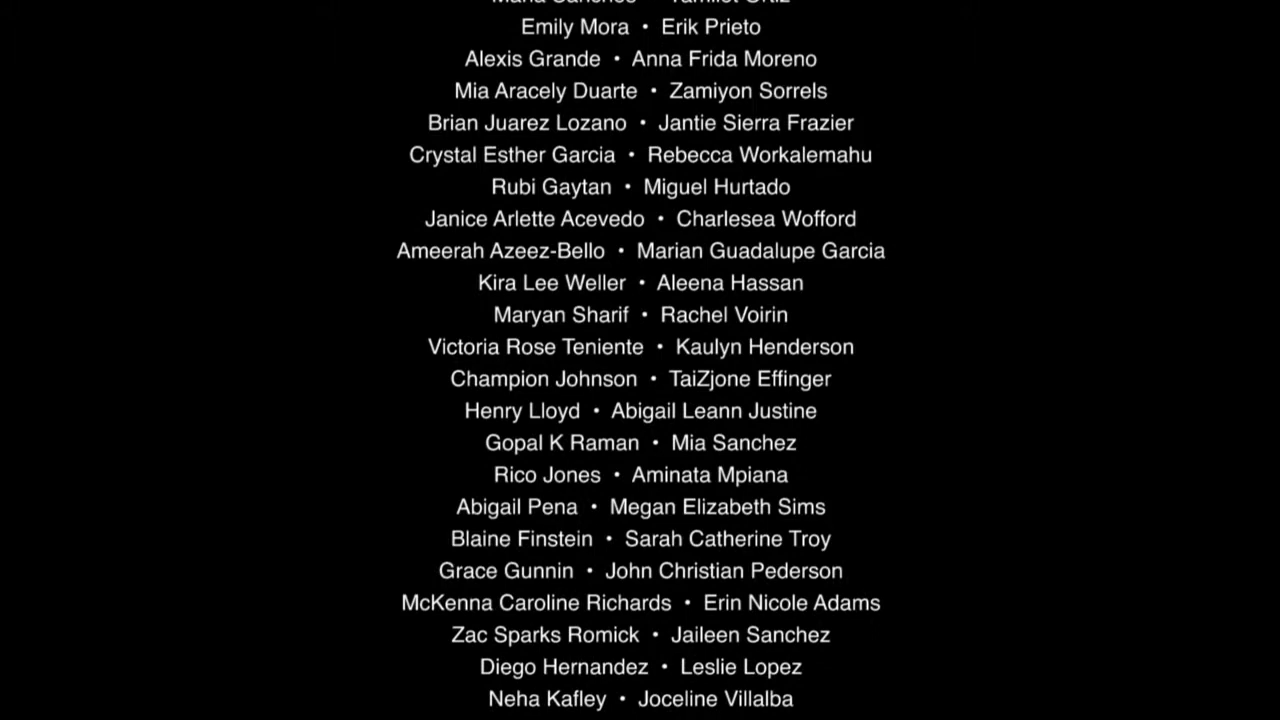 Emily Mora • Erik Prieto
Alexis Grande • Anna Frida Moreno
Mia Aracely Duarte • Zamiyon Sorrels
Brian Juarez Lozano • Jantie Sierra Frazier
Crystal Esther Garcia • Rebecca Workalemahu
Rubi Gaytan • Miguel Hurtado
Janice Arlette Acevedo • Charlesea Wofford
Ameerah Azeez-Bello • Marian Guadalupe Garcia
Kira Lee Weller • Aleena Hassan
Maryan Sharif • Rachel Voirin
Victoria Rose Teniente • Kaulyn Henderson
Champion Johnson • TaiZjone Effinger
Henry Lloyd • Abigail Leann Justine
Gopal K Raman • Mia Sanchez
Rico Jones • Aminata Mpiana
Abigail Pena • Megan Elizabeth Sims
Blaine Finstein • Sarah Catherine Troy
Grace Gunnin • John Christian Pederson
McKenna Caroline Richards • Erin Nicole Adams
Zac Sparks Romick • Jaileen Sanchez
Diego Hernandez • Leslie Lopez
Neha Kafley • Joceline Villalba